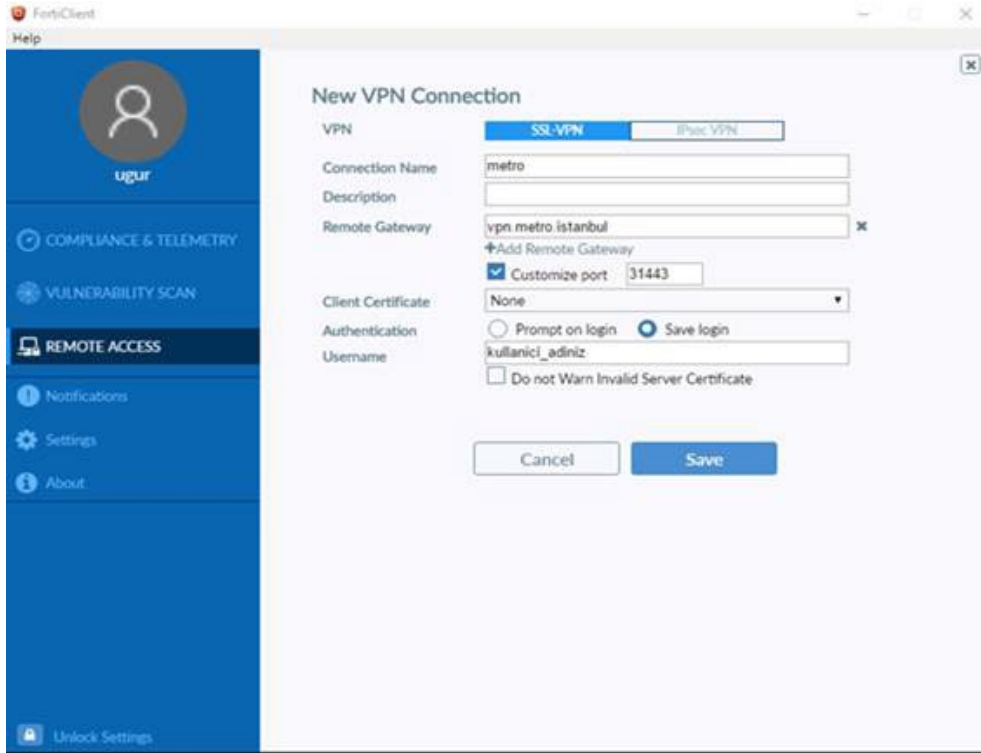 FortiClient
Help
ugur
COMPLIANCE & TELEMETRY
VULNERABILITY SCAN
REMOTE ACCESS
Notifications
Settings
About
Unlock Settings
New VPN Connection
VPN SSL-VPN IPsec VPN
Connection Name metro
Description
Remote Gateway vpn.metro.istanbul
+Add Remote Gateway
Customize port 31443
Client Certificate None
Authentication Prompt on login Save login
Username kullanici_adiniz
Do not Warn Invalid Server Certificate
Cancel Save